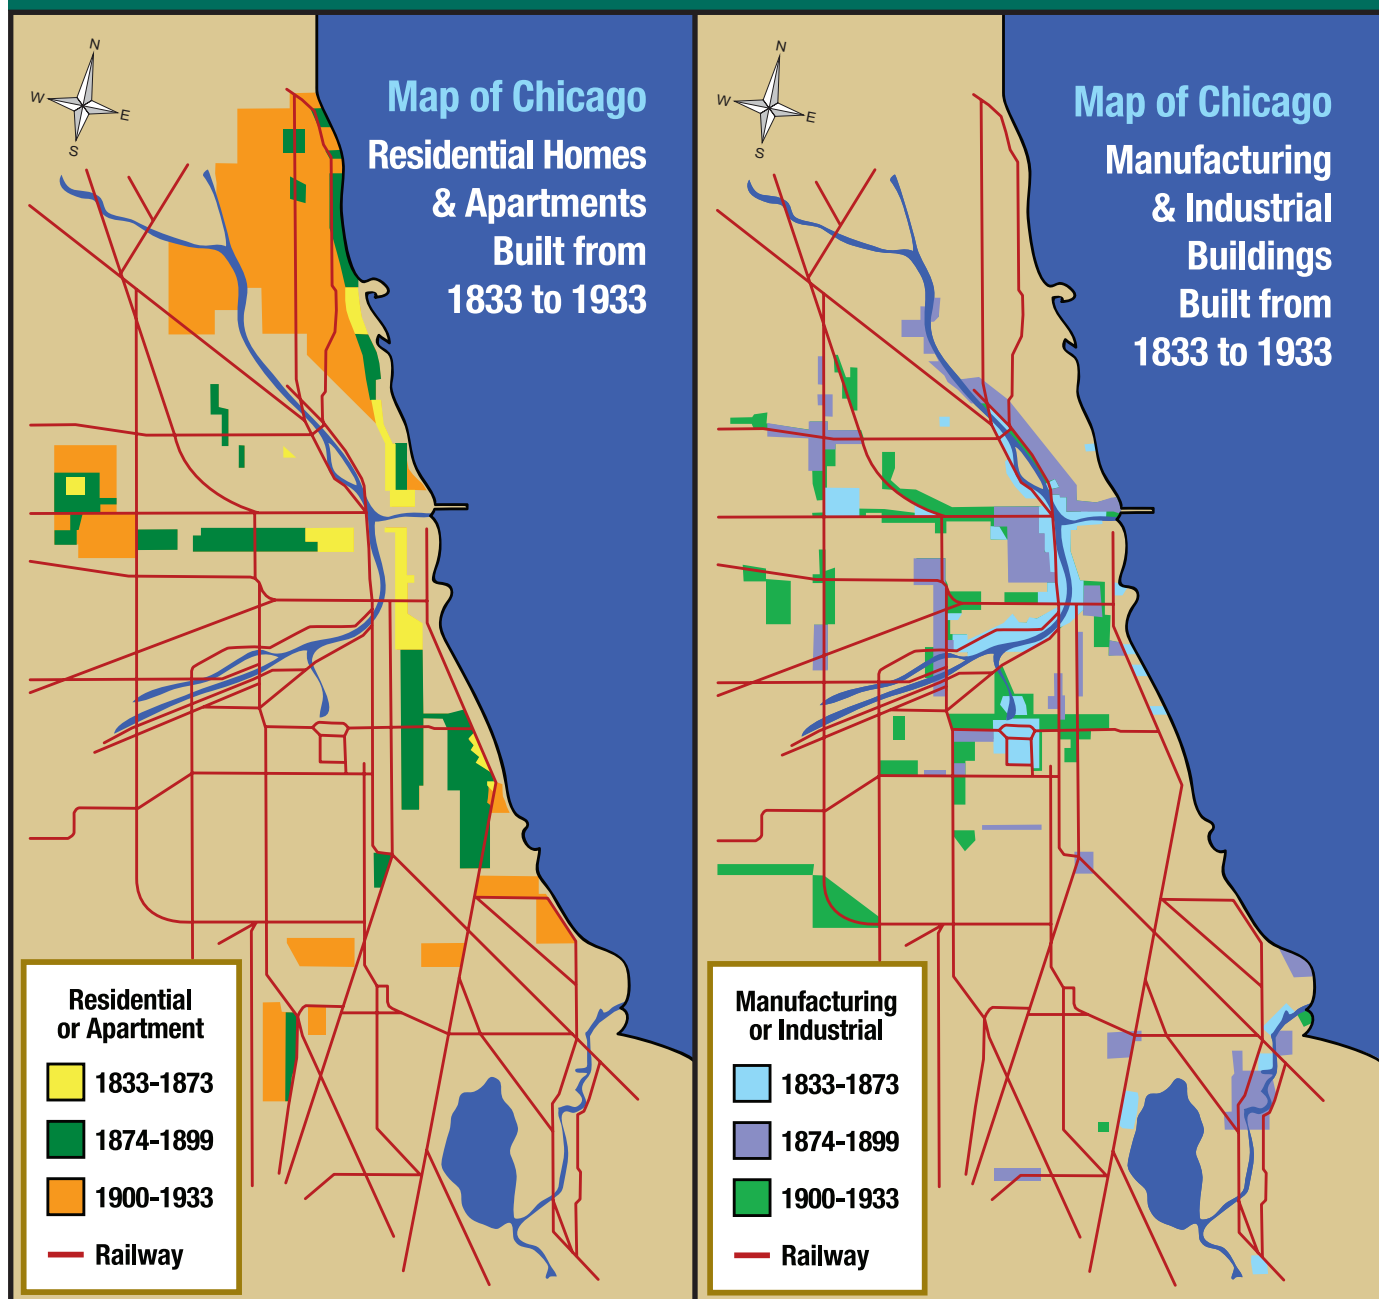 N
W
E
S
Map of Chicago
Residential Homes
& Apartments
Built from
1833 to 1933
Residential
or Apartment
1833-1873
1874-1899
1900-1933
Railway
N
W
E
S
Map of Chicago
Manufacturing
& Industrial
Buildings
Built from
1833 to 1933
Manufacturing
or Industrial
1833-1873
1874-1899
1900-1933
Railway